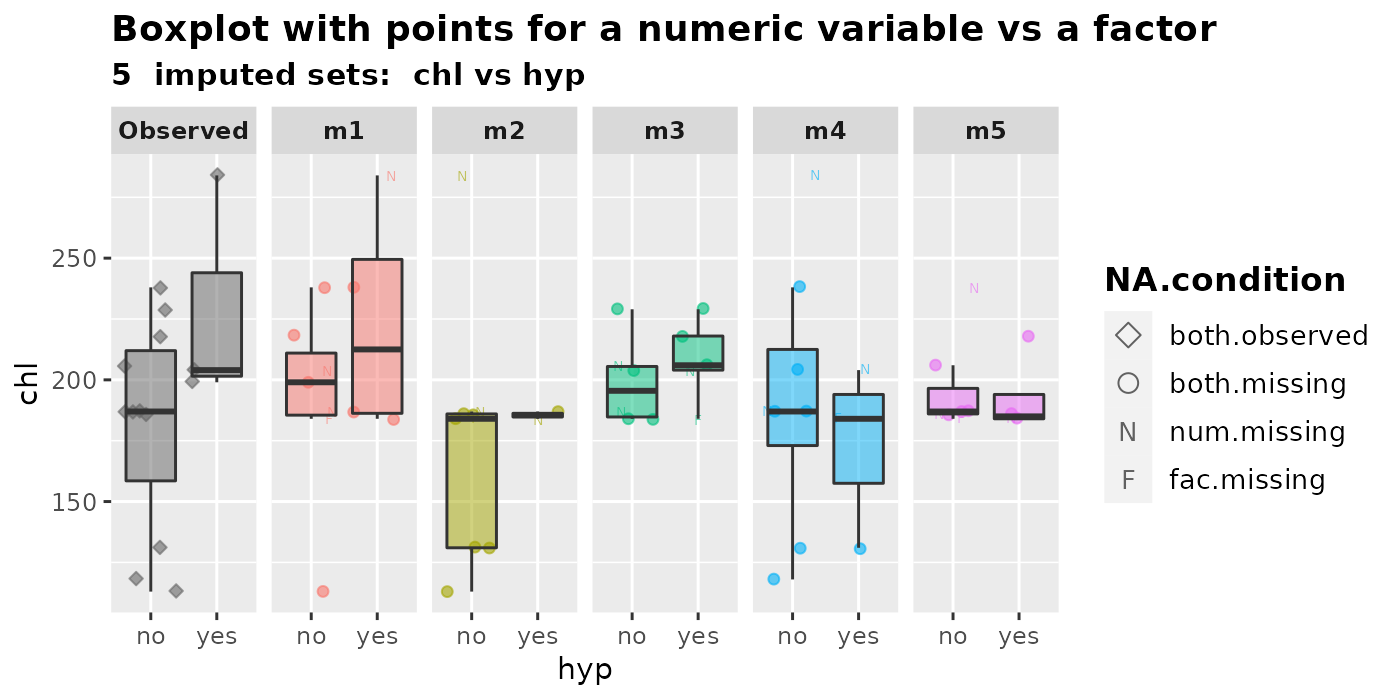 Boxplot with points for a numeric variable vs a factor
5 imputed sets: chl vs hyp
Observed m1 m2 m3 m4 m5
250
200
150
chl
no yes no yes no yes no yes no yes no yes
hyp
NA.condition
both.observed
both.missing
N num.missing
F fac.missing